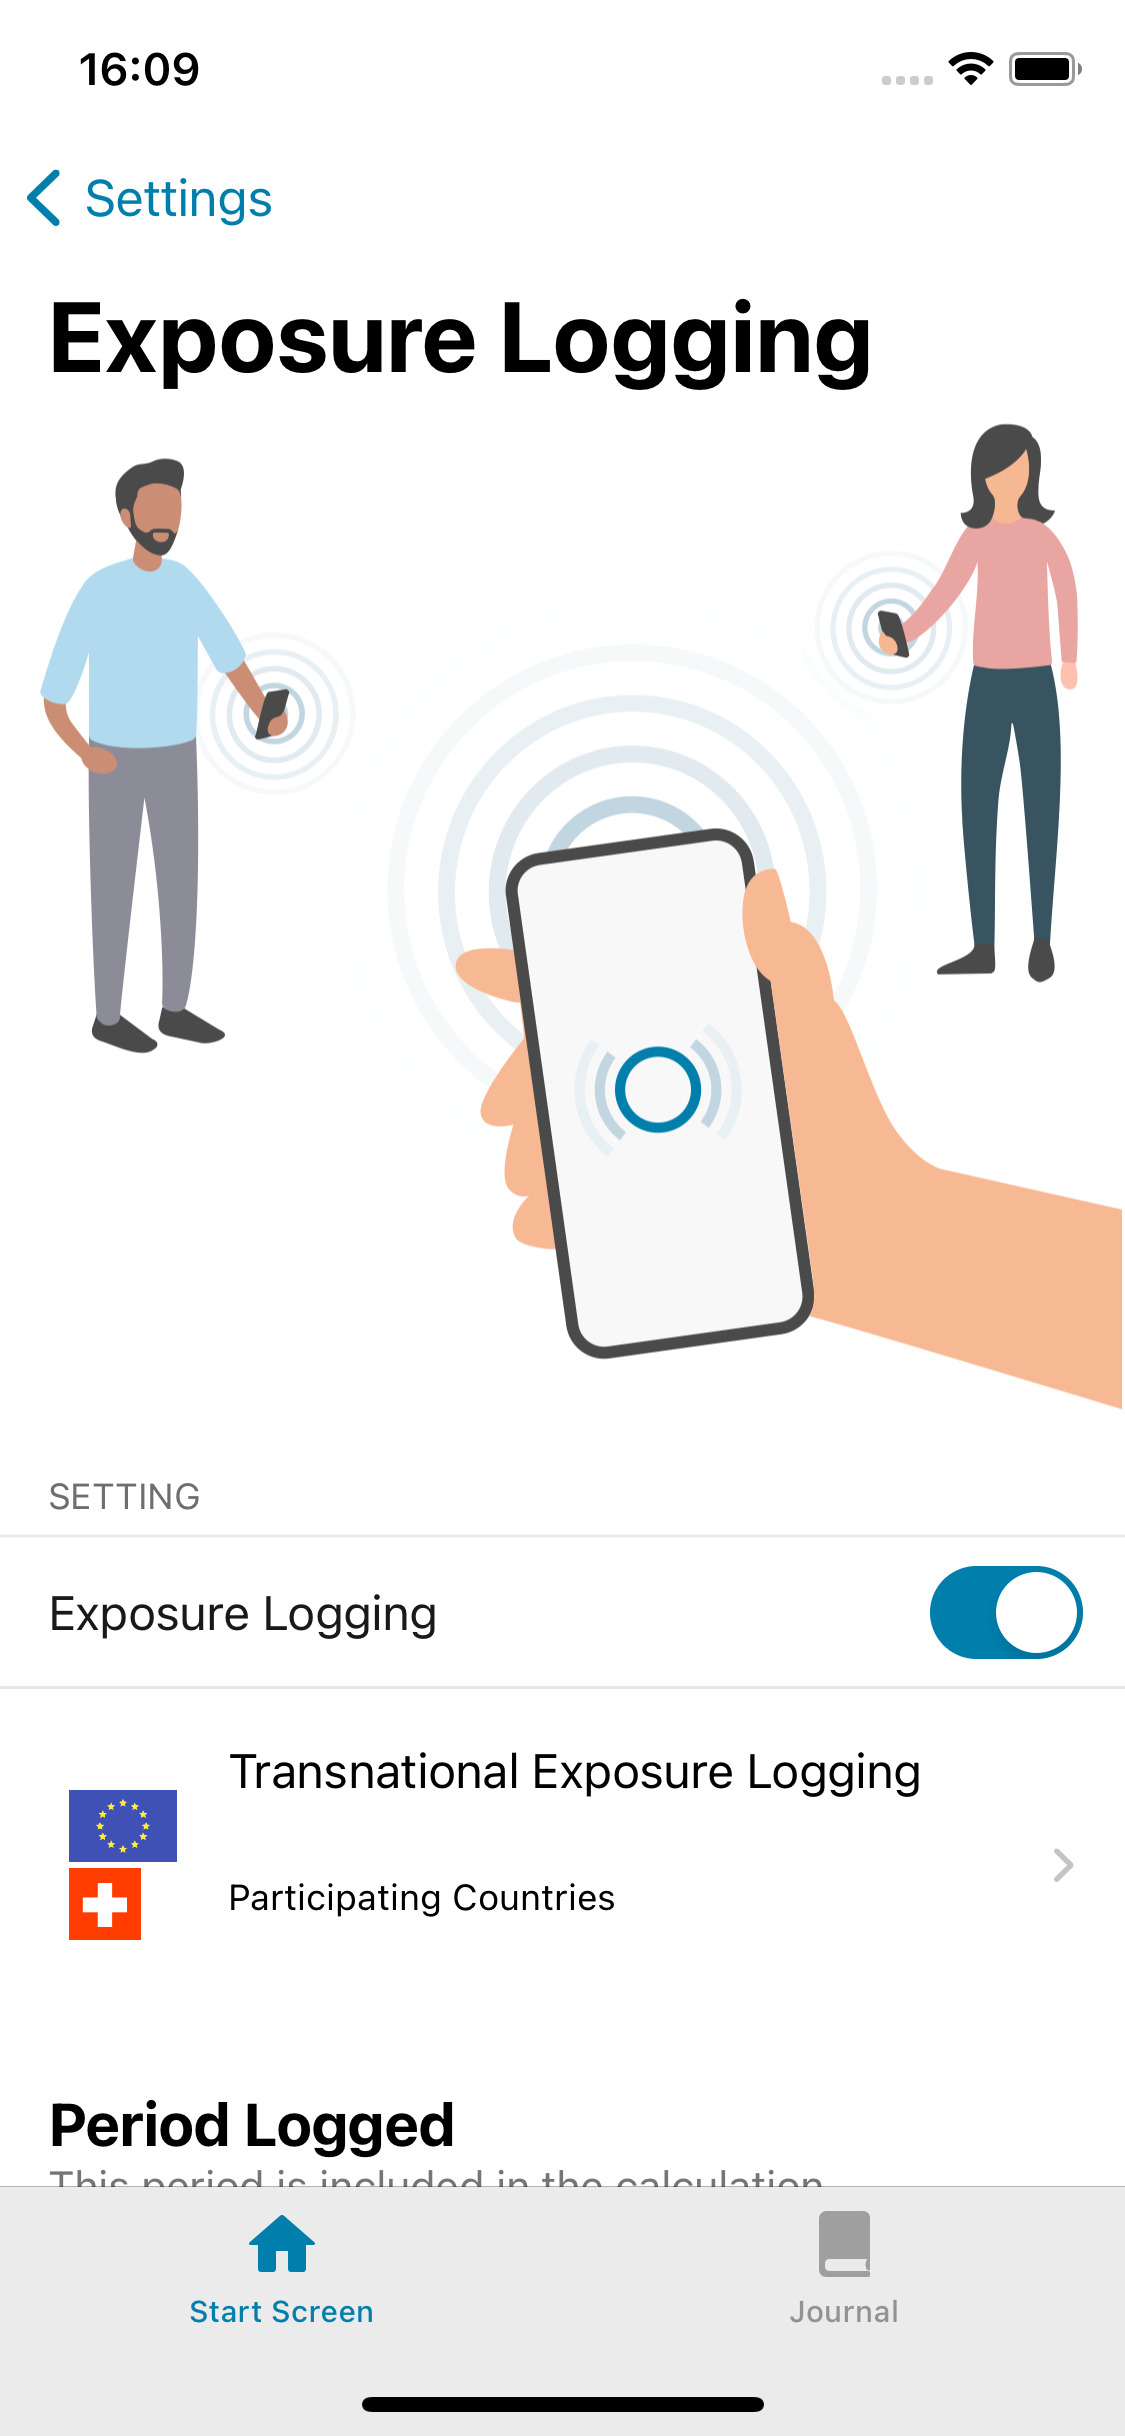 16:09
Settings
Exposure Logging
SETTING
Exposure Logging
Transnational Exposure Logging
Participating Countries
Period Logged
This period is included in the calculation
Start Screen
Journal